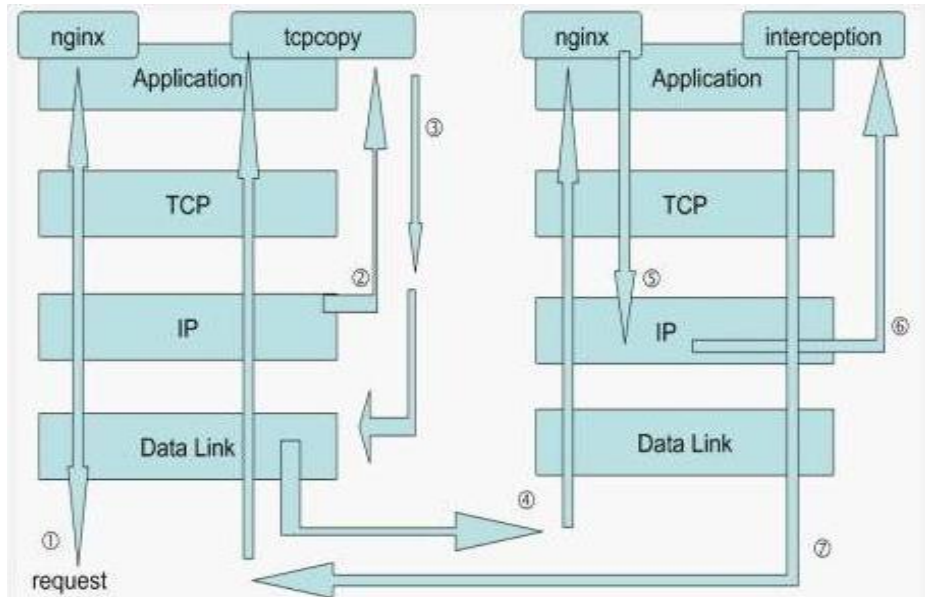 nginx
tcpcopy
Application
③
TCP
②
IP
Data Link
①
request
nginx
interception
Application
TCP
⑤
IP
⑥
Data Link
④
⑦